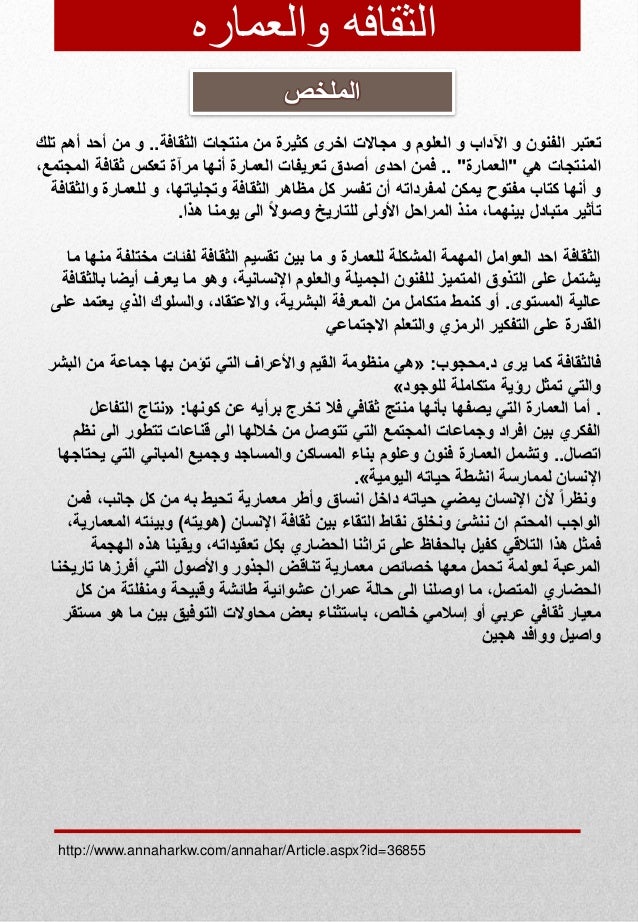 الثقافه والعماره
الملخص
تعتبر الفنون و الآداب و العلوم و مجالات اخرى كثيرة من منتجات الثقافة.. و من أحد أهم تلك
المنتجات هي "العمارة" .. فمن احدى أصدق تعريفات العمارة أنها مرآة تعكس ثقافة المجتمع،
و أنها كتاب مفتوح يمكن لمفرداته أن تفسر كل مظاهر الثقافة وتجلياتها، و للعمارة والثقافة
تأثير متبادل بينهما، منذ المراحل الأولى للتاريخ وصولاً الى يومنا هذا.
الثقافة احد العوامل المهمة المشكلة للعمارة و ما بين تقسيم الثقافة لفئات مختلفة منها ما
يشتمل على التذوق المتميز للفنون الجميلة والعلوم الإنسانية، وهو ما يعرف أيضا بالثقافة
عالية المستوى. أو كنمط متكامل من المعرفة البشرية، والاعتقاد، والسلوك الذي يعتمد على
القدرة على التفكير الرمزي والتعلم الاجتماعي
فالثقافة كما يرى د.محجوب: «هي منظومة القيم والأعراف التي تؤمن بها جماعة من البشر
والتي تمثل رؤية متكاملة للوجود»
. أما العمارة التي يصفها بأنها منتج ثقافي فلا تخرج برأيه عن كونها: «نتاج التفاعل
الفكري بين افراد وجماعات المجتمع التي تتوصل من خلالها الى قناعات تتطور الى نظم
اتصال.. وتشمل العمارة فنون وعلوم بناء المساكن والمساجد وجميع المباني التي يحتاجها
الإنسان لممارسة انشطة حياته اليومية».
ونظراً لأن الإنسان يمضي حياته داخل انساق وأطر معمارية تحيط به من كل جانب، فمن
الواجب المحتم ان ننشئ ونخلق نقاط التقاء بين ثقافة الإنسان (هويته) وبيئته المعمارية،
فمثل هذا التلاقي كفيل بالحفاظ على تراثنا الحضاري بكل تعقيداته، ويقينا هذه الهجمة
المرعبة لعولمة تحمل معها خصائص معمارية تناقض الجذور والأصول التي أفرزها تاريخنا
الحضاري المتصل، ما اوصلنا الى حالة عمران عشوائية طائشة وقبيحة ومنفلتة من كل
معيار ثقافي عربي أو إسلامي خالص، باستثناء بعض محاولات التوفيق بين ما هو مستقر
واصيل ووافد هجين
http://www.annaharkw.com/annahar/Article.aspx?id=36855